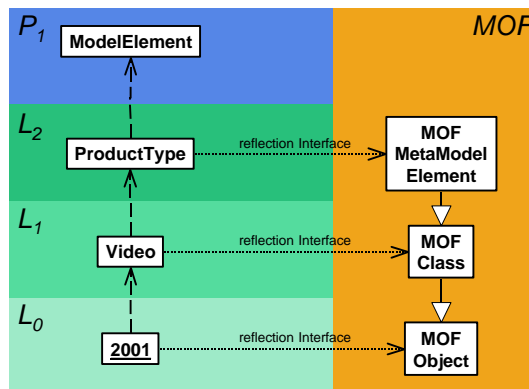 P1
MOF
ModelElement
L2
ProductType
reflection Interface
MOF
MetaModel
Element
L1
Video
reflection Interface
MOF
Class
L0
2001
reflection Interface
MOF
Object